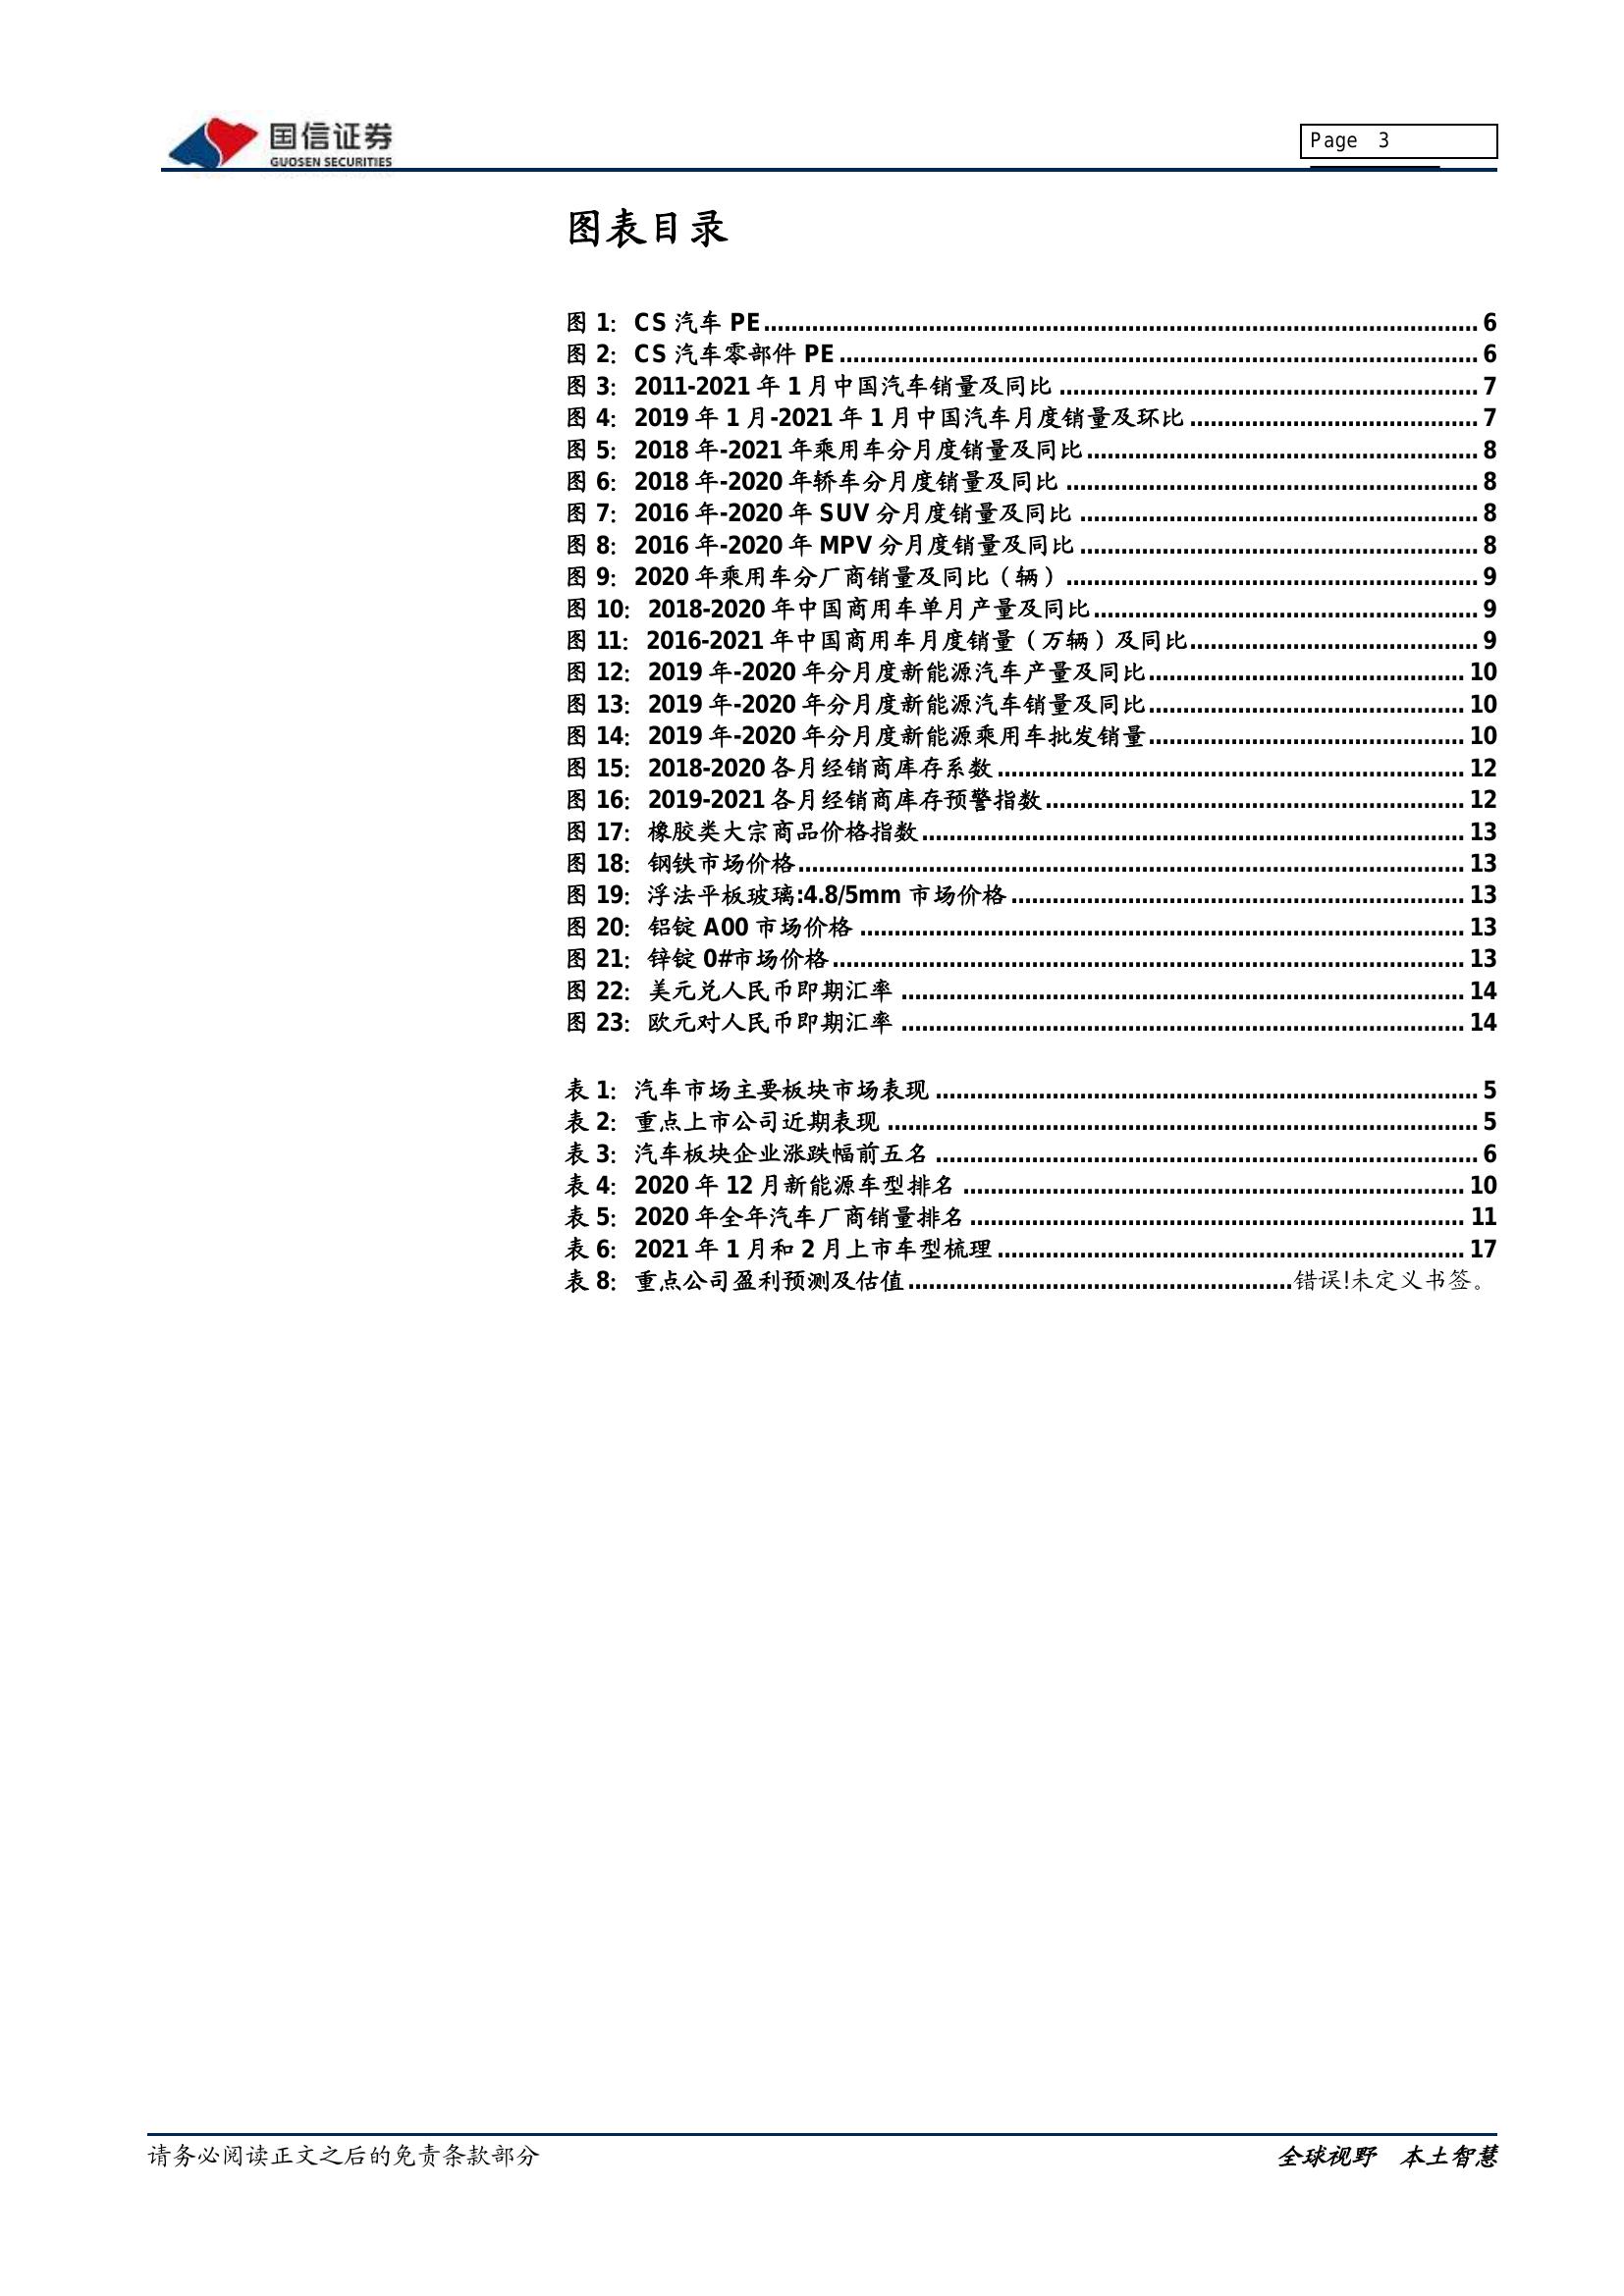 国信证券
GUOSEN SECURITIES
Page 3
图表目录
图 1: CS 汽车 PE........................................................................................................ 6
图 2: CS 汽车零部件 PE............................................................................................. 6
图 3: 2011-2021 年 1 月中国汽车销量及同比 ............................................................. 7
图 4: 2019 年 1 月-2021 年 1 月中国汽车月度销量及环比 .......................................... 7
图 5: 2018 年-2021 年乘用车分月度销量及同比......................................................... 8
图 6: 2018 年-2020 年轿车分月度销量及同比 ............................................................ 8
图 7: 2016 年-2020 年 SUV 分月度销量及同比 .......................................................... 8
图 8: 2016 年-2020 年 MPV 分月度销量及同比 .......................................................... 8
图 9: 2020 年乘用车分厂商销量及同比（辆）............................................................ 9
图 10: 2018-2020 年中国商用车单月产量及同比........................................................ 9
图 11: 2016-2021 年中国商用车月度销量（万辆）及同比.......................................... 9
图 12: 2019 年-2020 年分月度新能源汽车产量及同比.............................................. 10
图 13: 2019 年-2020 年分月度新能源汽车销量及同比.............................................. 10
图 14: 2019 年-2020 年分月度新能源乘用车批发销量.............................................. 10
图 15: 2018-2020 各月经销商库存系数.................................................................... 12
图 16: 2019-2021 各月经销商库存预警指数............................................................. 12
图 17: 橡胶类大宗商品价格指数............................................................................... 13
图 18: 钢铁市场价格................................................................................................. 13
图 19: 浮法平板玻璃:4.8/5mm 市场价格.................................................................. 13
图 20: 铝锭 A00 市场价格 ........................................................................................ 13
图 21: 锌锭 0#市场价格............................................................................................ 13
图 22: 美元兑人民币即期汇率 .................................................................................. 14
图 23: 欧元对人民币即期汇率 .................................................................................. 14
表 1: 汽车市场主要板块市场表现 ............................................................................... 5
表 2: 重点上市公司近期表现 ...................................................................................... 5
表 3: 汽车板块企业涨跌幅前五名 ............................................................................... 6
表 4: 2020 年 12 月新能源车型排名 ......................................................................... 10
表 5: 2020 年全年汽车厂商销量排名........................................................................ 11
表 6: 2021 年 1 月和 2 月上市车型梳理.................................................................... 17
表 8: 重点公司盈利预测及估值........................................................错误!未定义书签。
请务必阅读正文之后的免责条款部分
全球视野 本土智慧